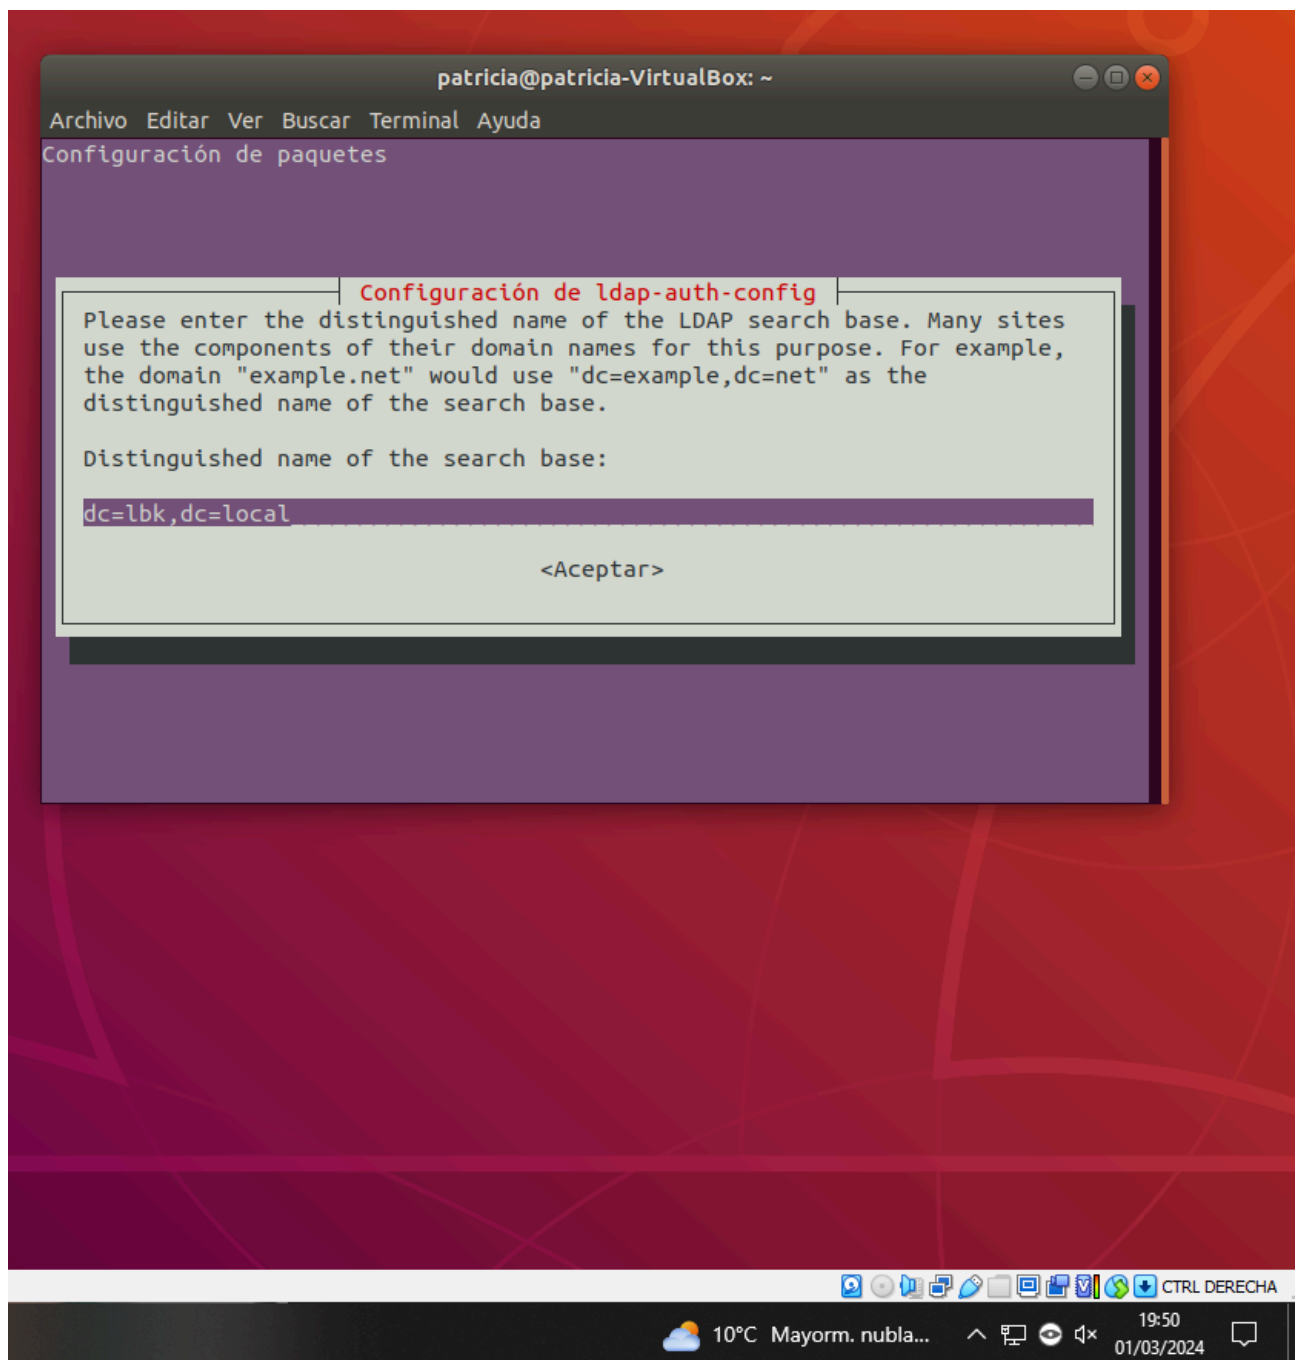 patricia@patricia-VirtualBox: ~
Archivo Editar Ver Buscar Terminal Ayuda
Configuración de paquetes
Configuración de ldap-auth-config
Please enter the distinguished name of the LDAP search base. Many sites
use the components of their domain names for this purpose. For example,
the domain "example.net" would use "dc=example,dc=net" as the
distinguished name of the search base.
Distinguished name of the search base:
dc=lbk,dc=local
<Aceptar>
CTRL DERECHA
10°C Mayorm. nubla...
19:50
01/03/2024